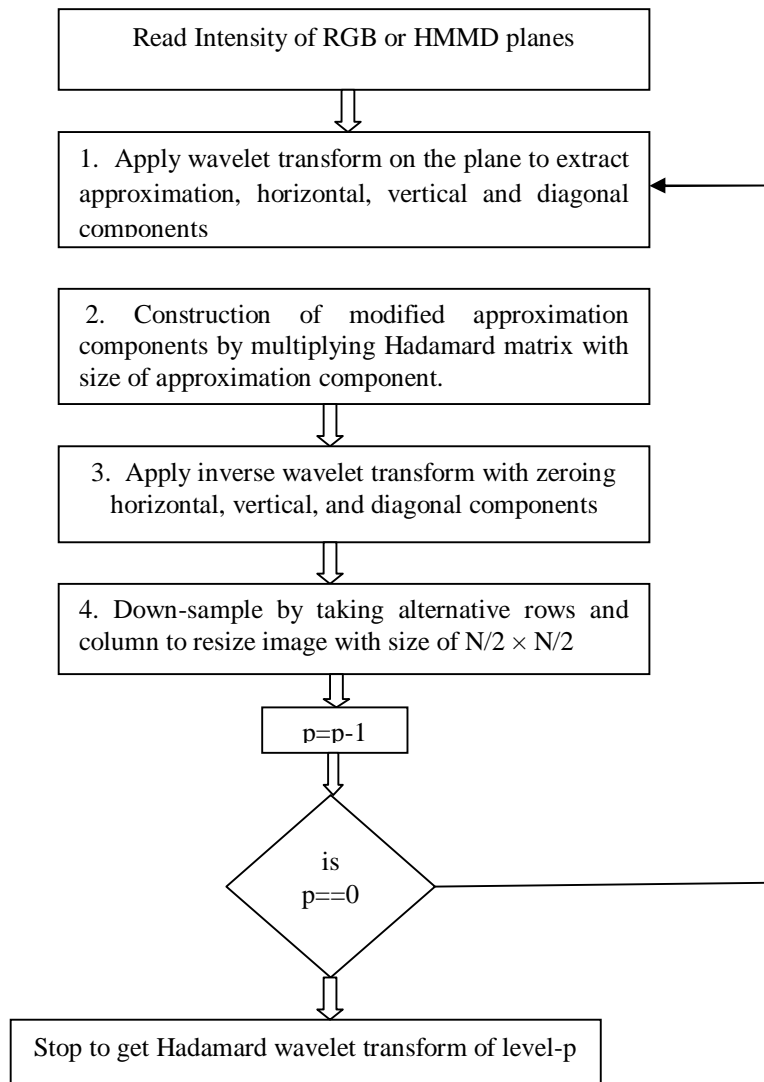 Read Intensity of RGB or HMMD planes
1. Apply wavelet transform on the plane to extract
approximation, horizontal, vertical and diagonal
components
2. Construction of modified approximation
components by multiplying Hadamard matrix with
size of approximation component.
3. Apply inverse wavelet transform with zeroing
horizontal, vertical, and diagonal components
4. Down-sample by taking alternative rows and
column to resize image with size of N/2 × N/2
p=p-1
is
p==0
Stop to get Hadamard wavelet transform of level-p